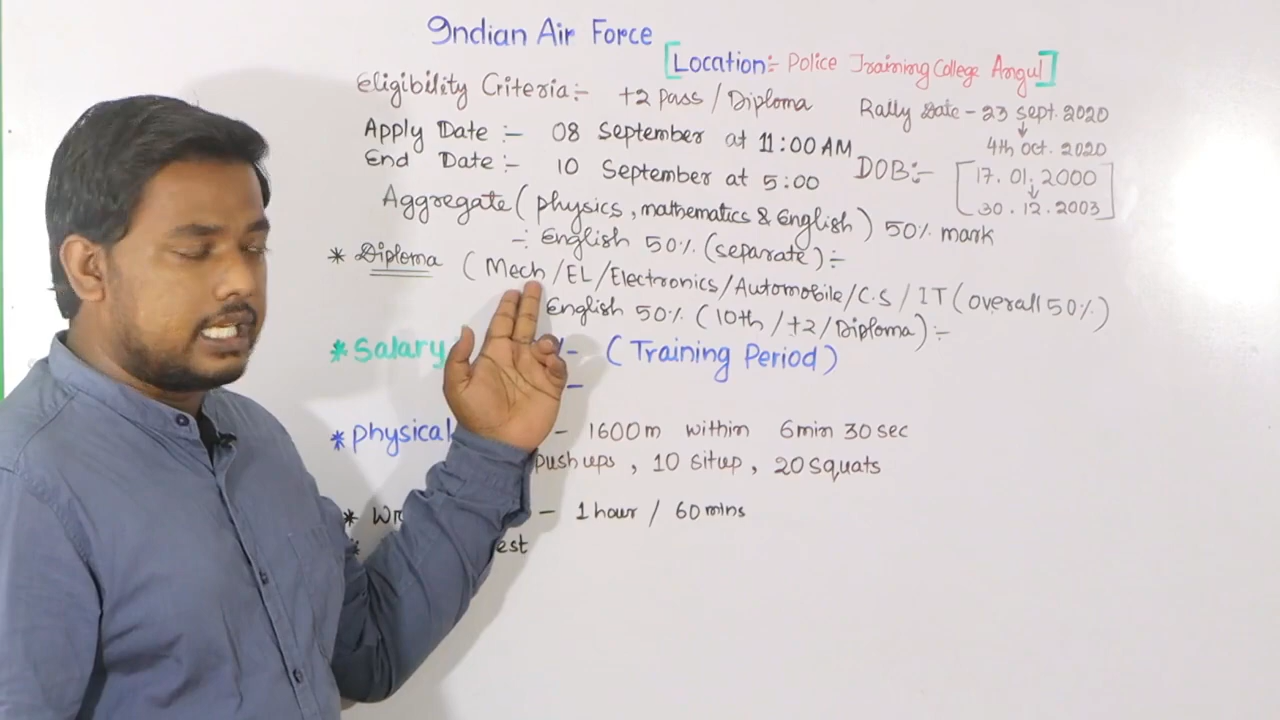 Indian Air Force
[Location:- Police Training College Angul]
Eligibility Criteria:- +2 pass / Diploma
Rally Date - 23 sept. 2020
↓
4th Oct. 2020
Apply Date :- 08 September at 11:00 AM
End Date :- 10 September at 5:00
DOB:- [17.01.2000
↓
30.12.2003]
Aggregate (physics, mathematics & English) 50% mark
-: English 50% (separate):-
* Diploma (Mech/EL/Electronics/Automobile/C.S/IT (overall 50%)
English 50% (10th/+2/Diploma):-
* Salary - (Training Period)
-
* Physical - 1600m within 6min 30sec
push ups, 10 situp, 20 squats
* - 1 hour / 60 mins
*